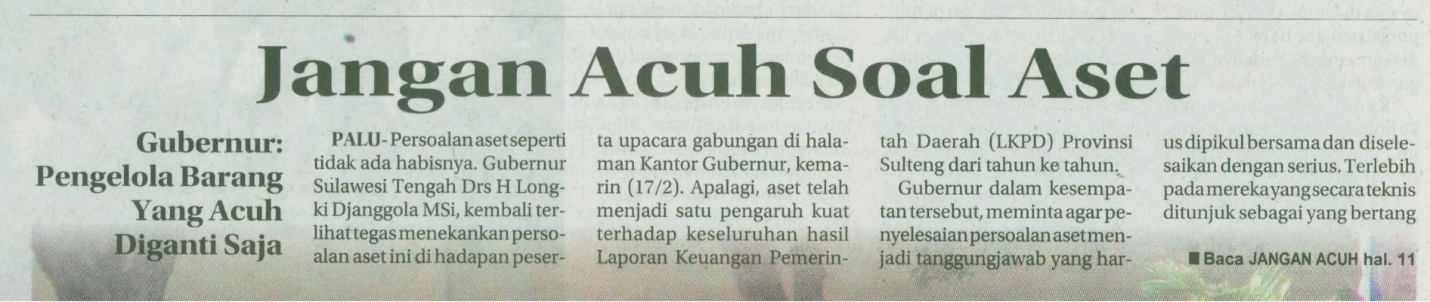 Jangan Acuh Soal Aset
Gubernur:
Pengelola Barang
Yang Acuh
Diganti Saja
PALU- Persoalan aset seperti
tidak ada habisnya. Gubernur
Sulawesi Tengah Drs H Long-
ki Djanggola MSi, kembali ter-
lihat tegas menekankan perso-
alan aset ini di hadapan peser-
ta upacara gabungan di hala-
man Kantor Gubernur, kema-
rin (17/2). Apalagi, aset telah
menjadi satu pengaruh kuat
terhadap keseluruhan hasil
Laporan Keuangan Pemerin-
tah Daerah (LKPD) Provinsi
Sulteng dari tahun ke tahun.
Gubernur dalam kesempa-
tan tersebut, meminta agar pe-
nyelesaian persoalan aset men-
jadi tanggungjawab yang har-
us dipikul bersama dan disele-
saikan dengan serius. Terlebih
pada mereka yang secara teknis
ditunjuk sebagai yang bertang
■ Baca JANGAN ACUH hal. 11